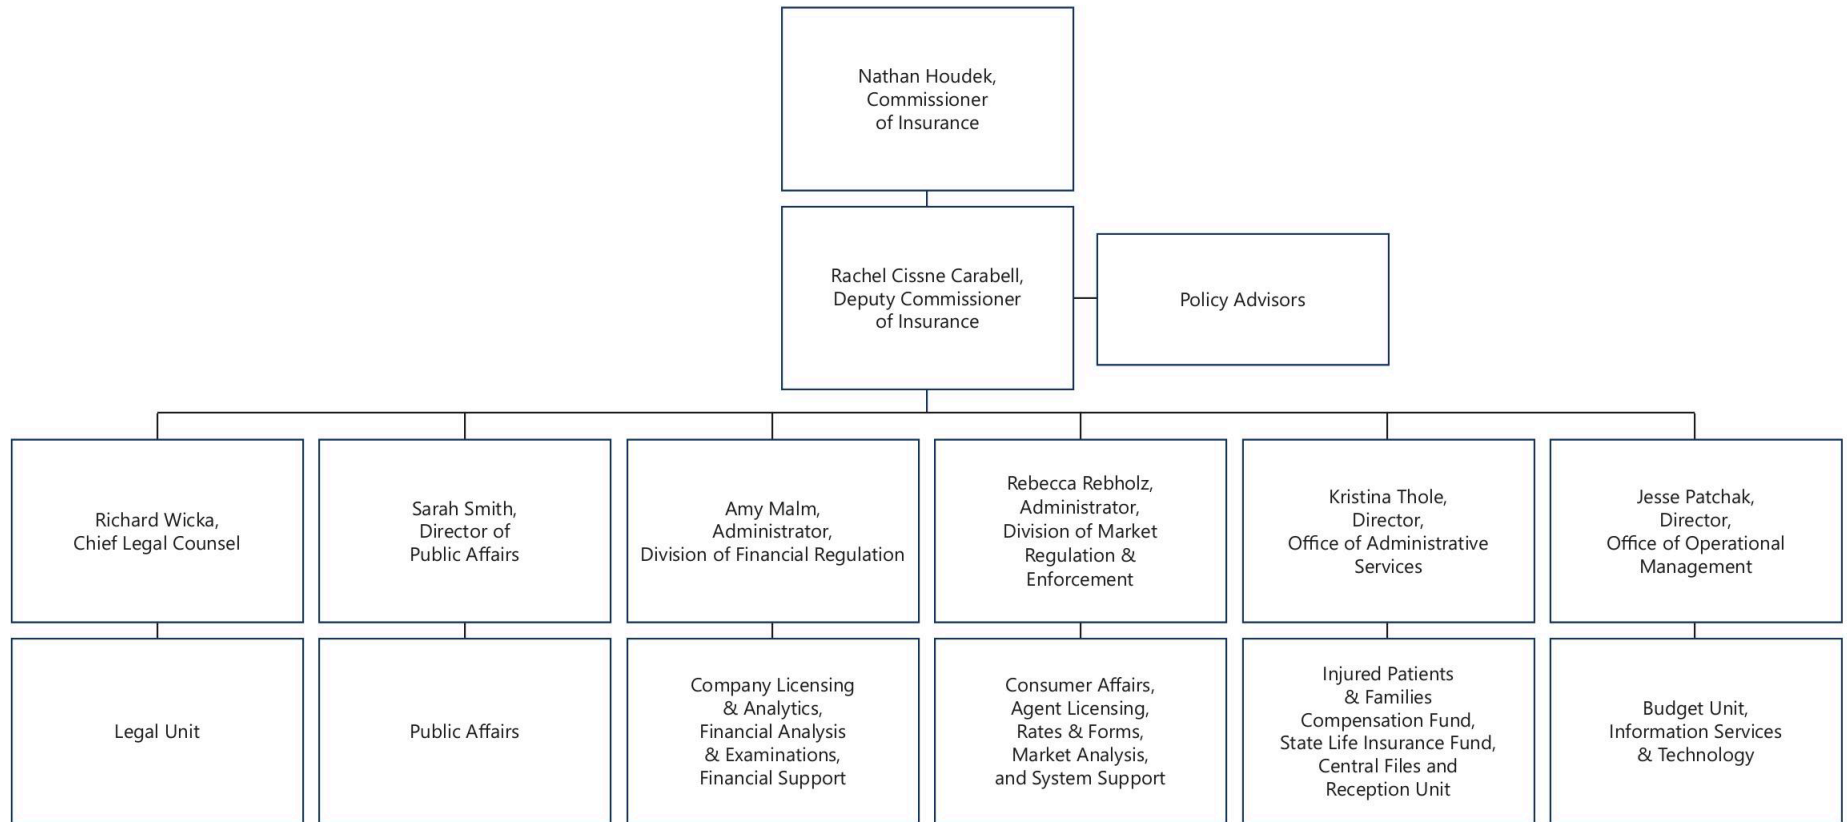 Nathan Houdek,
Commissioner
of Insurance
Rachel Cissne Carabell,
Deputy Commissioner
of Insurance
Policy Advisors
Richard Wicka,
Chief Legal Counsel
Sarah Smith,
Director of
Public Affairs
Amy Malm,
Administrator,
Division of Financial Regulation
Rebecca Rebholz,
Administrator,
Division of Market
Regulation &
Enforcement
Kristina Thole,
Director,
Office of Administrative
Services
Jesse Patchak,
Director,
Office of Operational
Management
Legal Unit
Public Affairs
Company Licensing
& Analytics,
Financial Analysis
& Examinations,
Financial Support
Consumer Affairs,
Agent Licensing,
Rates & Forms,
Market Analysis,
and System Support
Injured Patients
& Families
Compensation Fund,
State Life Insurance Fund,
Central Files and
Reception Unit
Budget Unit,
Information Services
& Technology